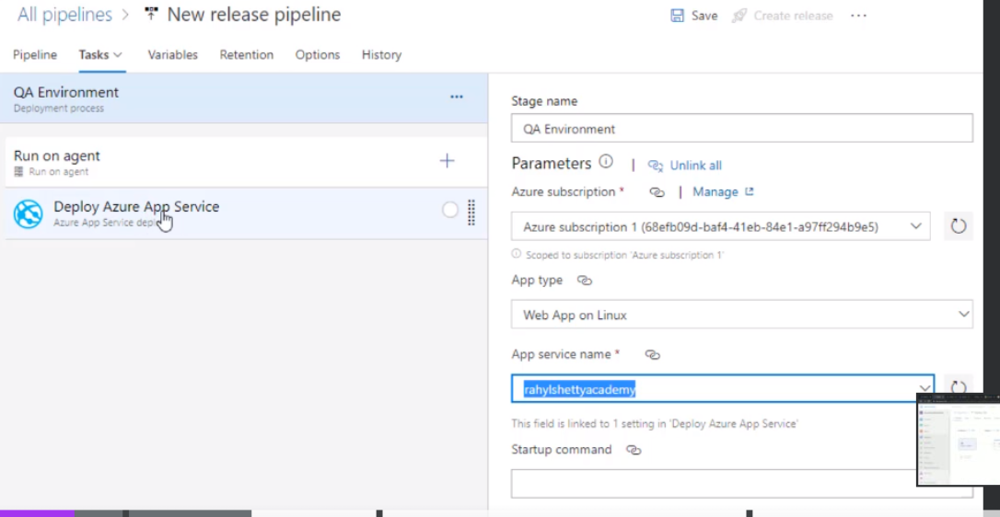 All pipelines > New release pipeline
Save Create release ...
Pipeline Tasks Variables Retention Options History
QA Environment
Deployment process
Run on agent
Run on agent
Deploy Azure App Service
Azure App Service depl
Stage name
QA Environment
Parameters | Unlink all
Azure subscription * | Manage
Azure subscription 1 (68efb09d-baf4-41eb-84e1-a97ff294b9e5)
Scoped to subscription 'Azure subscription 1'
App type
Web App on Linux
App service name *
rahylshettyacademy
This field is linked to 1 setting in 'Deploy Azure App Service'
Startup command